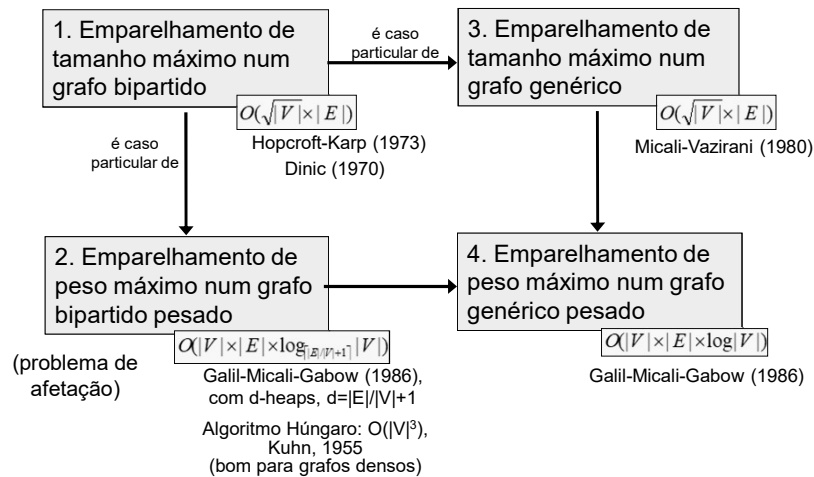 1. Emparelhamento de
tamanho máximo num
grafo bipartido
O(√|V|×|E|)
Hopcroft-Karp (1973)
Dinic (1970)
é caso
particular de
3. Emparelhamento de
tamanho máximo num
grafo genérico
O(√|V|×|E|)
Micali-Vazirani (1980)
é caso
particular de
2. Emparelhamento de
peso máximo num grafo
bipartido pesado
O(|V|×|E|×log⌈|E|/|V|+1⌉|V|)
(problema de
afetação)
Galil-Micali-Gabow (1986),
com d-heaps, d=|E|/|V|+1
Algoritmo Húngaro: O(|V|³),
Kuhn, 1955
(bom para grafos densos)
4. Emparelhamento de
peso máximo num grafo
genérico pesado
O(|V|×|E|×log|V|)
Galil-Micali-Gabow (1986)